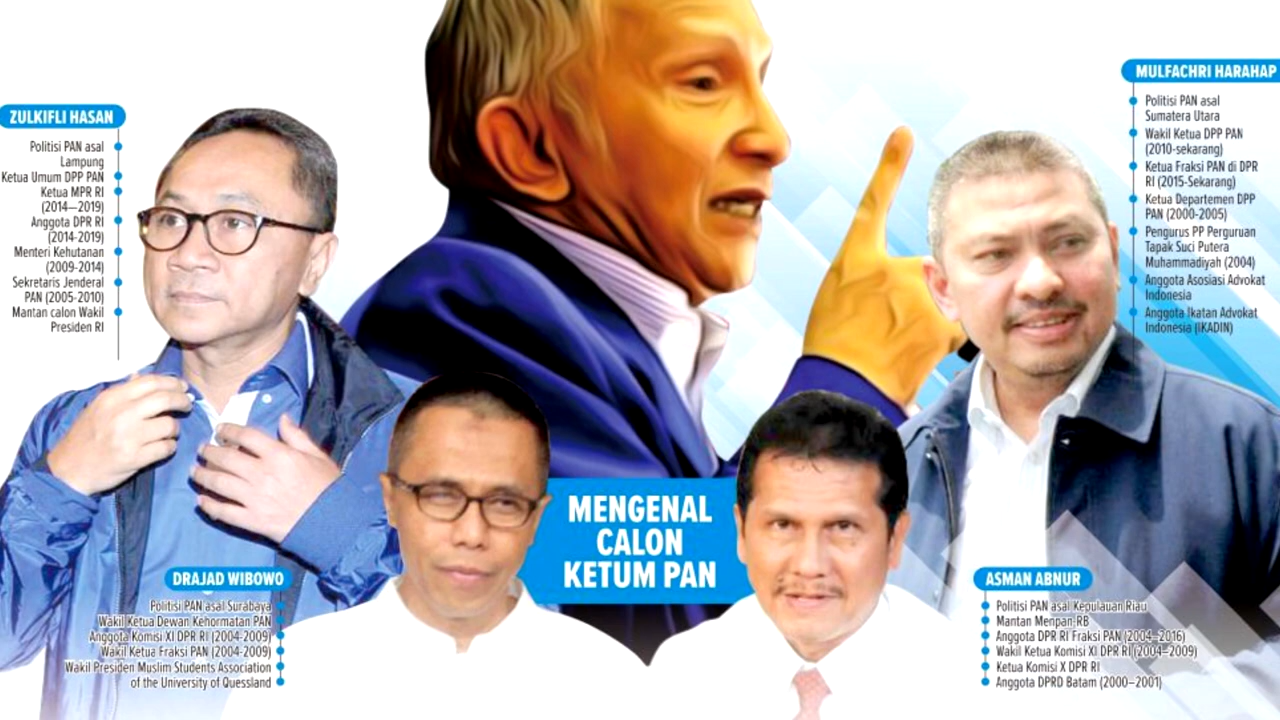 ZULKIFLI HASAN
Politisi PAN asal
Lampung
Ketua Umum DPP PAN
Ketua MPR RI
(2014—2019)
Anggota DPR RI
(2014-2019)
Menteri Kehutanan
(2009-2014)
Sekretaris Jenderal
PAN (2005-2010)
Mantan calon Wakil
Presiden RI
MULFACHRI HARAHAP
Politisi PAN asal
Sumatera Utara
Wakil Ketua DPP PAN
(2010-sekarang)
Ketua Fraksi PAN di DPR
RI (2015-Sekarang)
Ketua Departemen DPP
PAN (2000-2005)
Pengurus PP Perguruan
Tapak Suci Putera
Muhammadiyah (2004)
Anggota Asosiasi Advokat
Indonesia
Anggota Ikatan Advokat
Indonesia (IKADIN)
MENGENAL
CALON
KETUM PAN
DRAJAD WIBOWO
Politisi PAN asal Surabaya
Wakil Ketua Dewan Kehormatan PAN
Anggota Komisi XI DPR RI (2004-2009)
Wakil Ketua Fraksi PAN (2004-2009)
Wakil Presiden Muslim Students Association
of the University of Quessland
ASMAN ABNUR
Politisi PAN asal Kepulauan Riau
Mantan Menpan-RB
Anggota DPR RI Fraksi PAN (2004—2016)
Wakil Ketua Komisi XI DPR RI (2004—2009)
Ketua Komisi X DPR RI
Anggota DPRD Batam (2000—2001)